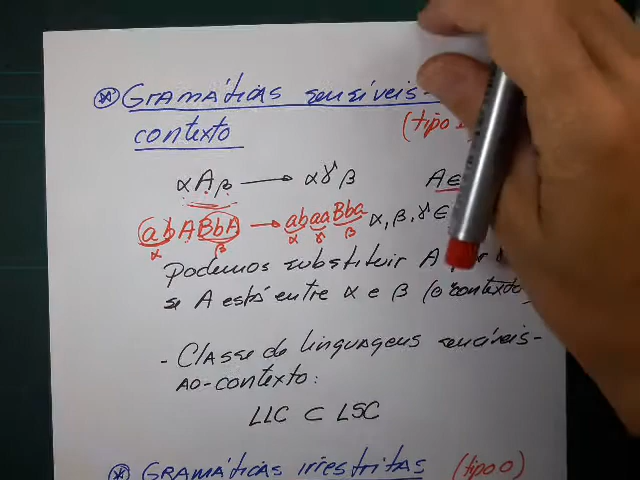 ⊛ GRAMÁTICAS SENSÍVEIS-
CONTEXTO (tipo
αAβ → αγβ A∈
abABbA → abaaBba α, β, γ ∈
α β α γ β
Podemos substituir A por
se A está entre α e β (o contexto
- Classe de linguagens sensíveis-
AO-CONTEXTO:
LLC ⊂ LSC
⊛ GRAMÁTICAS IRRESTRITAS (tipo 0)